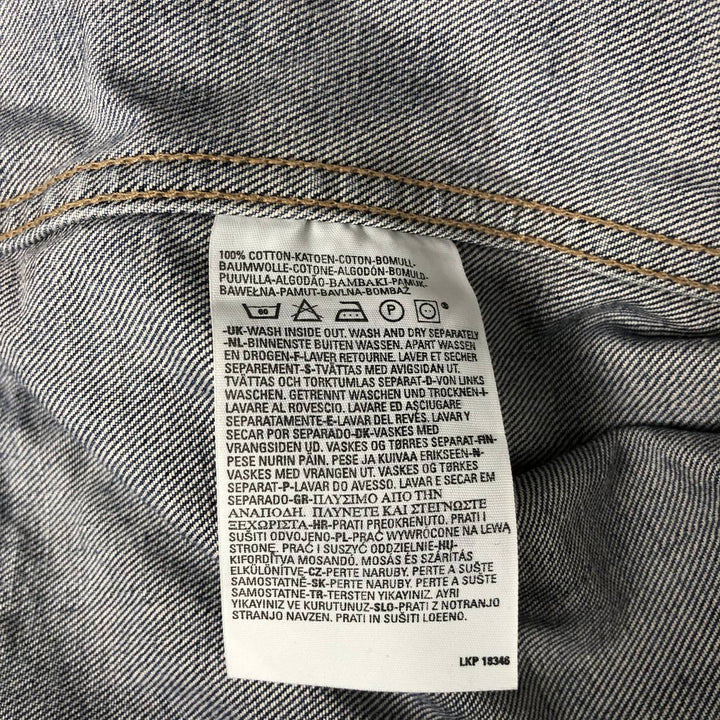 100% COTTON-KATOEN-COTON-BOMULL-
BAUMWOLLE-COTONE-ALGODÓN-BOMULD-
PUUVILLA-ALGODÃO-ΒΑΜΒΑΚΙ-PAMUK-
BAWEŁNA-PAMUT-BAVLNA-BOMBAŽ
60 P
-UK-WASH INSIDE OUT. WASH AND DRY SEPARATELY
-NL-BINNENSTE BUITEN WASSEN. APART WASSEN
EN DROGEN-F-LAVER RETOURNE. LAVER ET SECHER
SEPAREMENT-S-TVÄTTAS MED AVIGSIDAN UT.
TVÄTTAS OCH TORKTUMLAS SEPARAT-D-VON LINKS
WASCHEN. GETRENNT WASCHEN UND TROCKNEN-I-
LAVARE AL ROVESCIO. LAVARE ED ASCIUGARE
SEPARATAMENTE-E-LAVAR DEL REVÉS. LAVAR Y
SECAR POR SEPARADO-DK-VASKES MED
VRANGSIDEN UD. VASKES OG TØRRES SEPARAT-FIN-
PESE NURIN PÄIN. PESE JA KUIVAA ERIKSEEN-N-
VASKES MED VRANGEN UT. VASKES OG TØRKES
SEPARAT-P-LAVAR DO AVESSO. LAVAR E SECAR EM
SEPARADO-GR-ΠΛΥΣΙΜΟ ΑΠΟ ΤΗΝ
ΑΝΑΠΟΔΗ. ΠΛΥΝΕΤΕ ΚΑΙ ΣΤΕΓΝΩΣΤΕ
ΞΕΧΩΡΙΣΤΑ-HR-PRATI PREOKRENUTO. PRATI I
SUŠITI ODVOJENO-PL-PRAĆ WYWRÓCONE NA LEWĄ
STRONĘ. PRAĆ I SUSZYĆ ODDZIELNIE-HU-
KIFORDÍTVA MOSANDÓ. MOSÁS ÉS SZÁRÍTÁS
ELKÜLÖNÍTVE-CZ-PERTE NARUBY. PERTE A SUŠTE
SAMOSTATNĚ-SK-PERTE NARUBY. PERTE A SUŠTE
SAMOSTATNE-TR-TERSTEN YIKAYINIZ. AYRI
YIKAYINIZ VE KURUTUNUZ-SLO-PRATI Z NOTRANJO
STRANJO NAVZEN. PRATI IN SUŠITI LOEENO.
LKP 18346